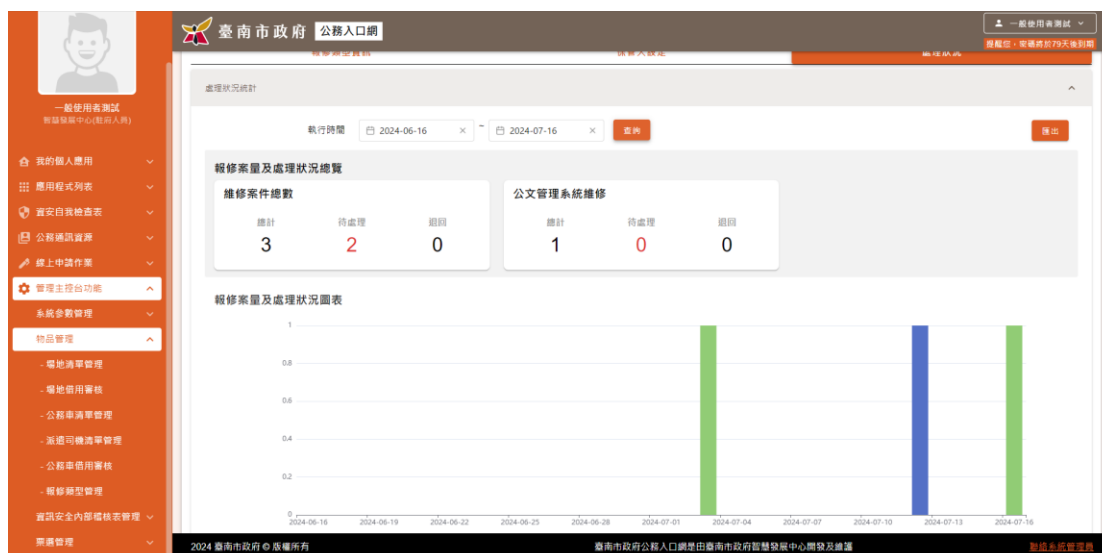 臺南市政府 公務入口網
一般使用者測試
提醒您,密碼將於79天後到期
一般使用者測試
智慧發展中心(駐府人員)
我的個人應用
應用程式列表
資安自我檢查表
公務通訊資源
線上申請作業
管理主控台功能
系統參數管理
物品管理
- 場地清單管理
- 場地借用審核
- 公務車清單管理
- 派遣司機清單管理
- 公務車借用審核
- 報修類型管理
資訊安全內部稽核表管理
票選管理
處理狀況統計
執行時間 2024-06-16 × ~ 2024-07-16 × 查詢 匯出
報修案量及處理狀況總覽
維修案件總數
總計 待處理 退回
3 2 0
公文管理系統維修
總計 待處理 退回
1 0 0
報修案量及處理狀況圖表
1
0.8
0.6
0.4
0.2
0
2024-06-16 2024-06-19 2024-06-22 2024-06-25 2024-06-28 2024-07-01 2024-07-04 2024-07-07 2024-07-10 2024-07-13 2024-07-16
2024 臺南市政府 © 版權所有 臺南市政府公務入口網是由臺南市政府智慧發展中心開發及維護 聯絡系統管理員